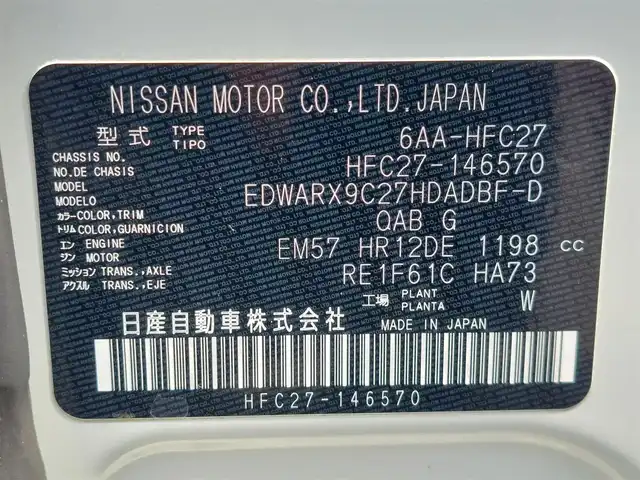 NISSAN MOTOR CO.,LTD.JAPAN
型式 TYPE TIPO 6AA-HFC27
CHASSIS NO. NO.DE CHASIS HFC27-146570
MODEL MODELO EDWARX9C27HDADBF-D
カラー COLOR,TRIM トリム COLOR,GUARNICION QAB G
エン ENGINE ジン MOTOR EM57 HR12DE 1198 CC
ミッション TRANS.,AXLE アクスル TRANS.,EJE RE1F61C HA73
工場 PLANT PLANTA W
日産自動車株式会社 MADE IN JAPAN
HFC27-146570